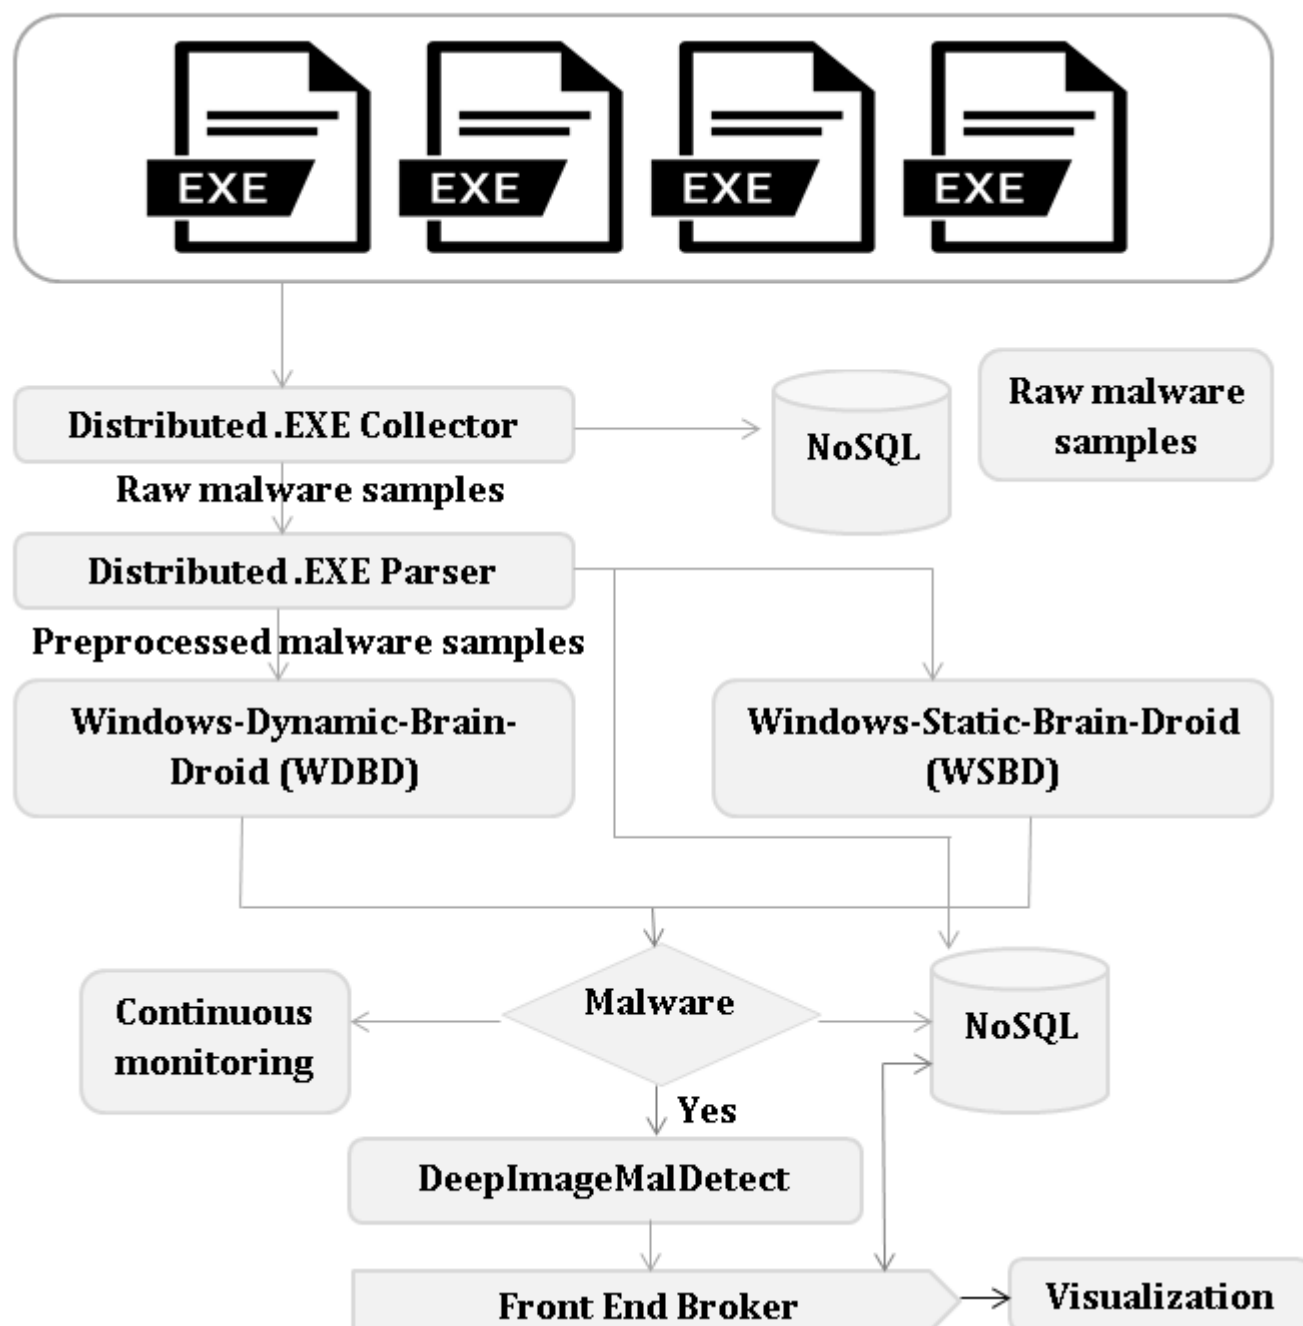 EXE EXE EXE EXE
Distributed .EXE Collector
NoSQL
Raw malware
samples
Raw malware samples
Distributed .EXE Parser
Preprocessed malware samples
Windows-Dynamic-Brain-
Droid (WDBD)
Windows-Static-Brain-Droid
(WSBD)
Continuous
monitoring
Malware
NoSQL
Yes
DeepImageMalDetect
Front End Broker
Visualization